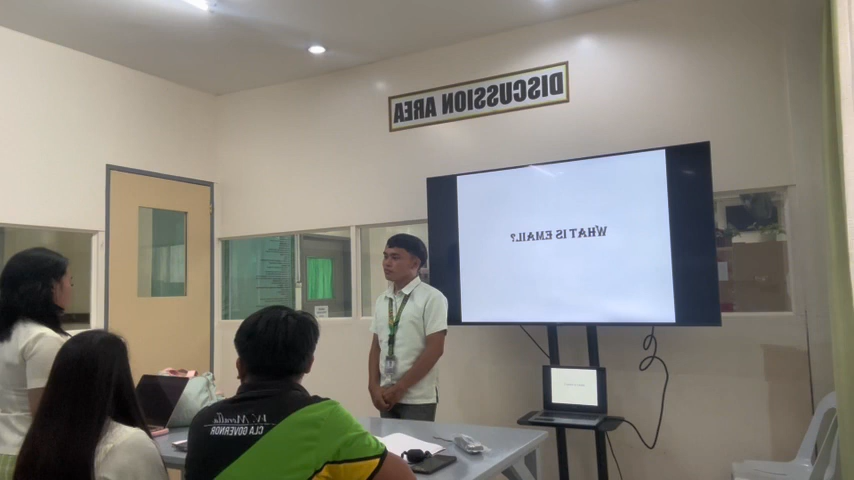 DISCUSSION AREA
WHAT IS EMAIL?
CLA GOVERNOR